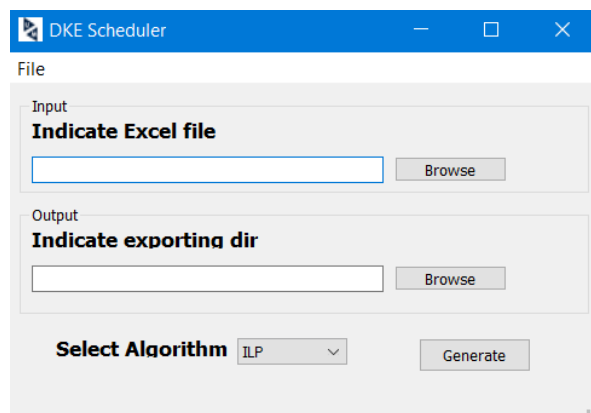 DKE Scheduler
File
Input
Indicate Excel file
Browse
Output
Indicate exporting dir
Browse
Select Algorithm ILP Generate